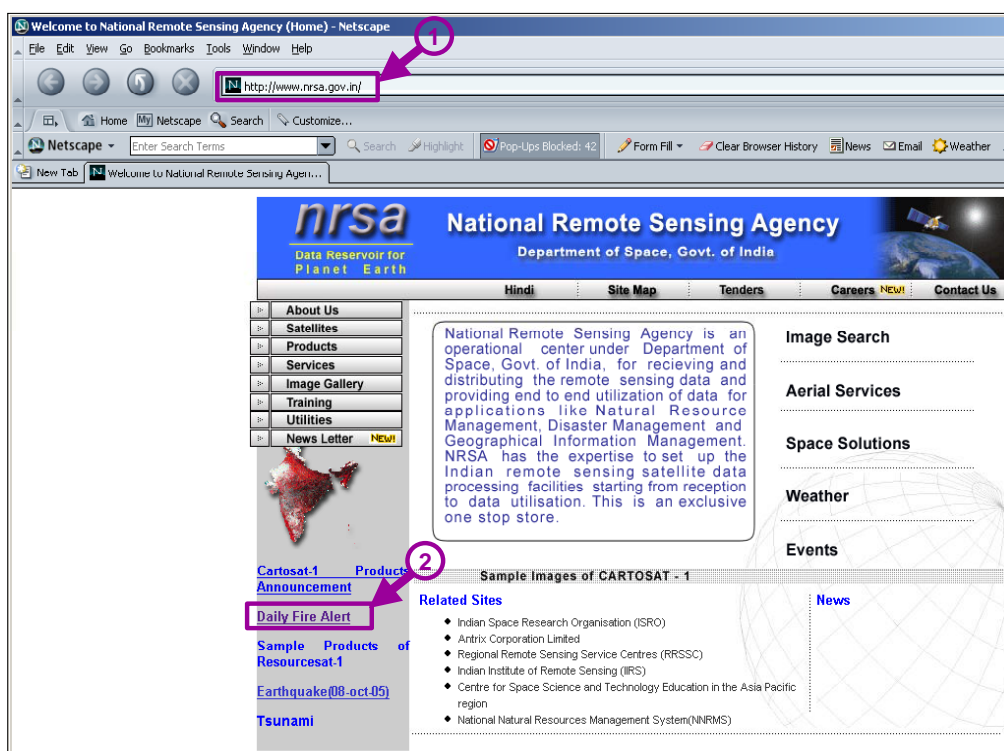 Welcome to National Remote Sensing Agency (Home) - Netscape
1
File Edit View Go Bookmarks Tools Window Help
N http://www.nrsa.gov.in/
Home My Netscape Search Customize...
Netscape Enter Search Terms Search Highlight Pop-Ups Blocked: 42 Form Fill Clear Browser History News Email Weather
New Tab N Welcome to National Remote Sensing Agen...
nrsa
Data Reservoir for
Planet Earth
National Remote Sensing Agency
Department of Space, Govt. of India
Hindi Site Map Tenders Careers NEW! Contact Us
About Us
Satellites
Products
Services
Image Gallery
Training
Utilities
News Letter NEW!
National Remote Sensing Agency is an
operational center under Department of
Space, Govt. of India, for recieving and
distributing the remote sensing data and
providing end to end utilization of data for
applications like Natural Resource
Management, Disaster Management and
Geographical Information Management.
NRSA has the expertise to set up the
Indian remote sensing satellite data
processing facilities starting from reception
to data utilisation. This is an exclusive
one stop store.
Image Search
Aerial Services
Space Solutions
Weather
Events
2
Cartosat-1 Products
Announcement
Daily Fire Alert
Sample Products of
Resourcesat-1
Earthquake(08-oct-05)
Tsunami
Sample Images of CARTOSAT - 1
Related Sites
Indian Space Research Organisation (ISRO)
Antrix Corporation Limited
Regional Remote Sensing Service Centres (RRSSC)
Indian Institute of Remote Sensing (IIRS)
Centre for Space Science and Technology Education in the Asia Pacific
region
National Natural Resources Management System(NNRMS)
News